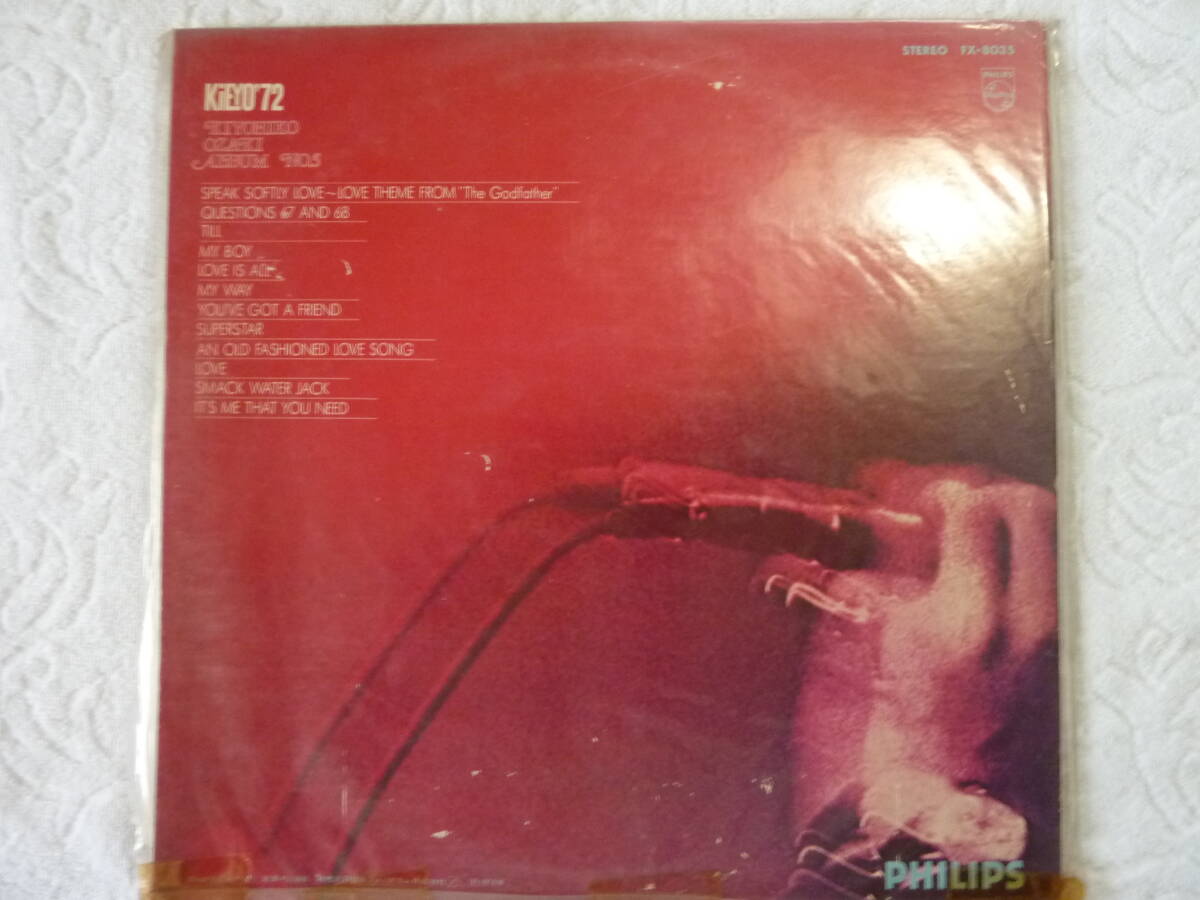 STEREO FX-8035
PHILIPS
KiEYO'72
KIYOHIKO
OZAKI
ALBUM NO.5
SPEAK SOFTLY LOVE~LOVE THEME FROM "The Godfather"
QUESTIONS 67 AND 68
TILL
MY BOY
LOVE IS ALL
MY WAY
YOU'VE GOT A FRIEND
SUPERSTAR
AN OLD FASHIONED LOVE SONG
LOVE
SMACK WATER JACK
IT'S ME THAT YOU NEED
PHILIPS